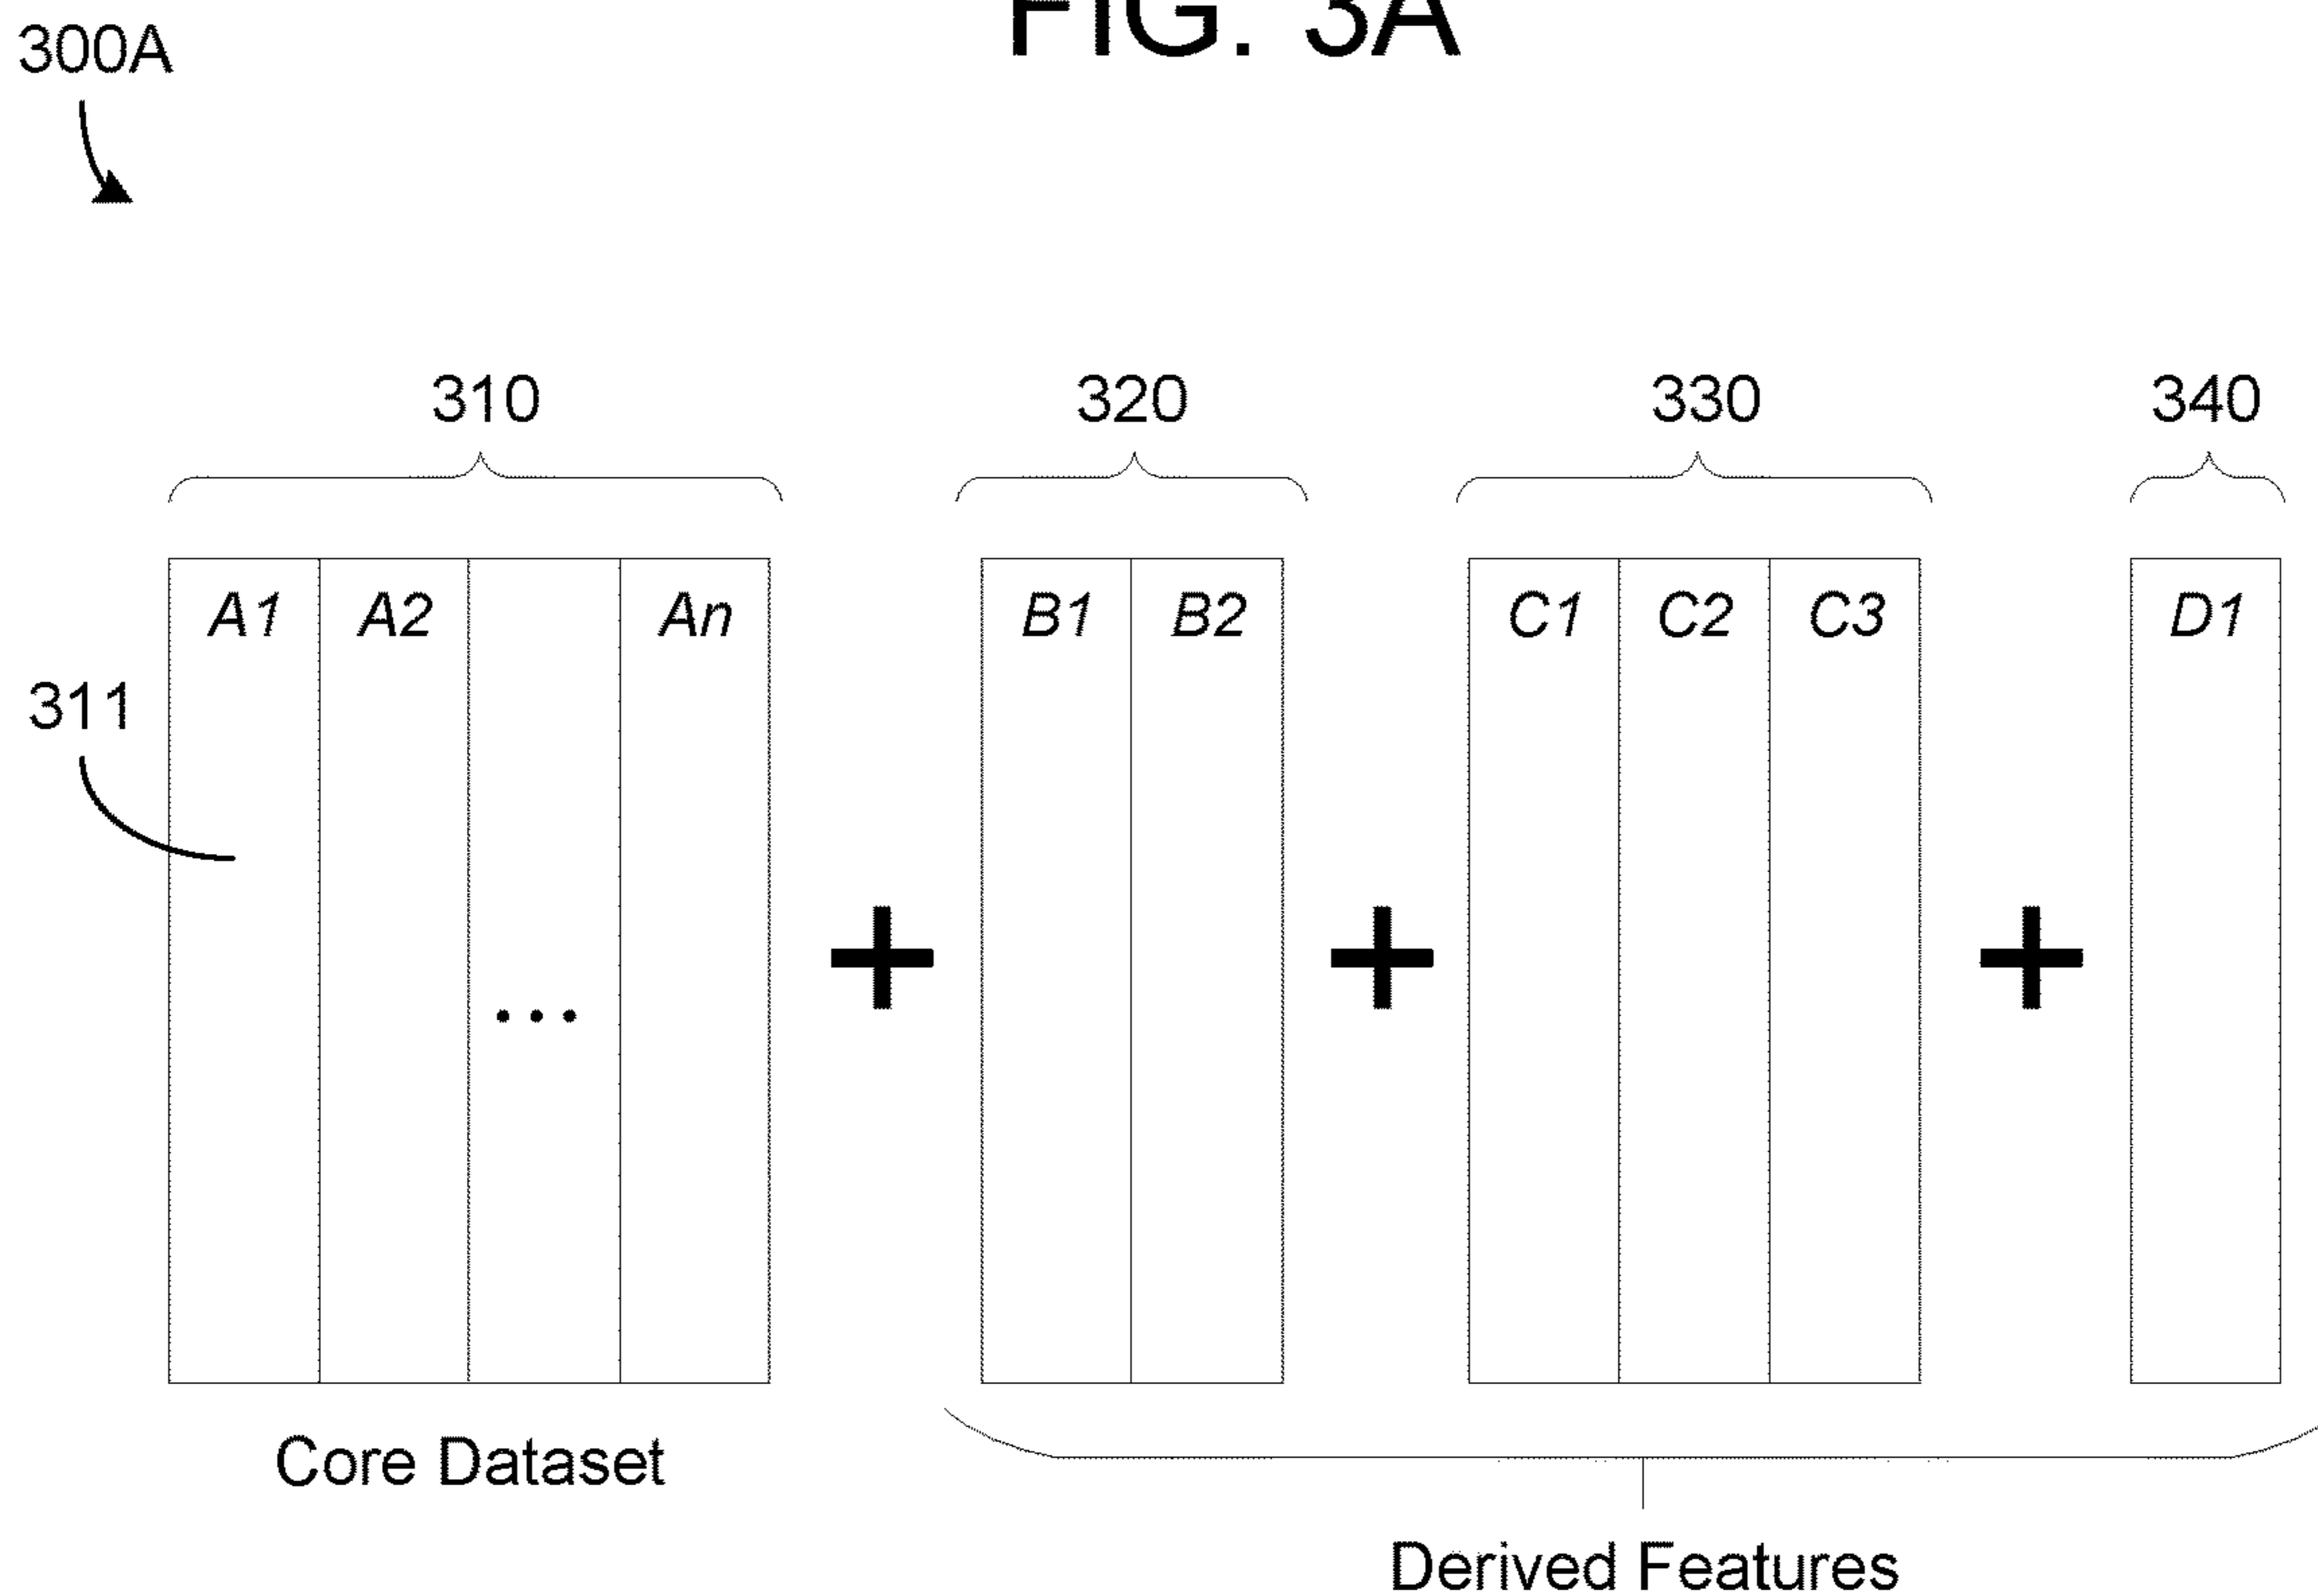 FIG. 3A
300A
310 320 330 340
A1 A2 An B1 B2 C1 C2 C3 D1
311
...
+ + +
Core Dataset
Derived Features